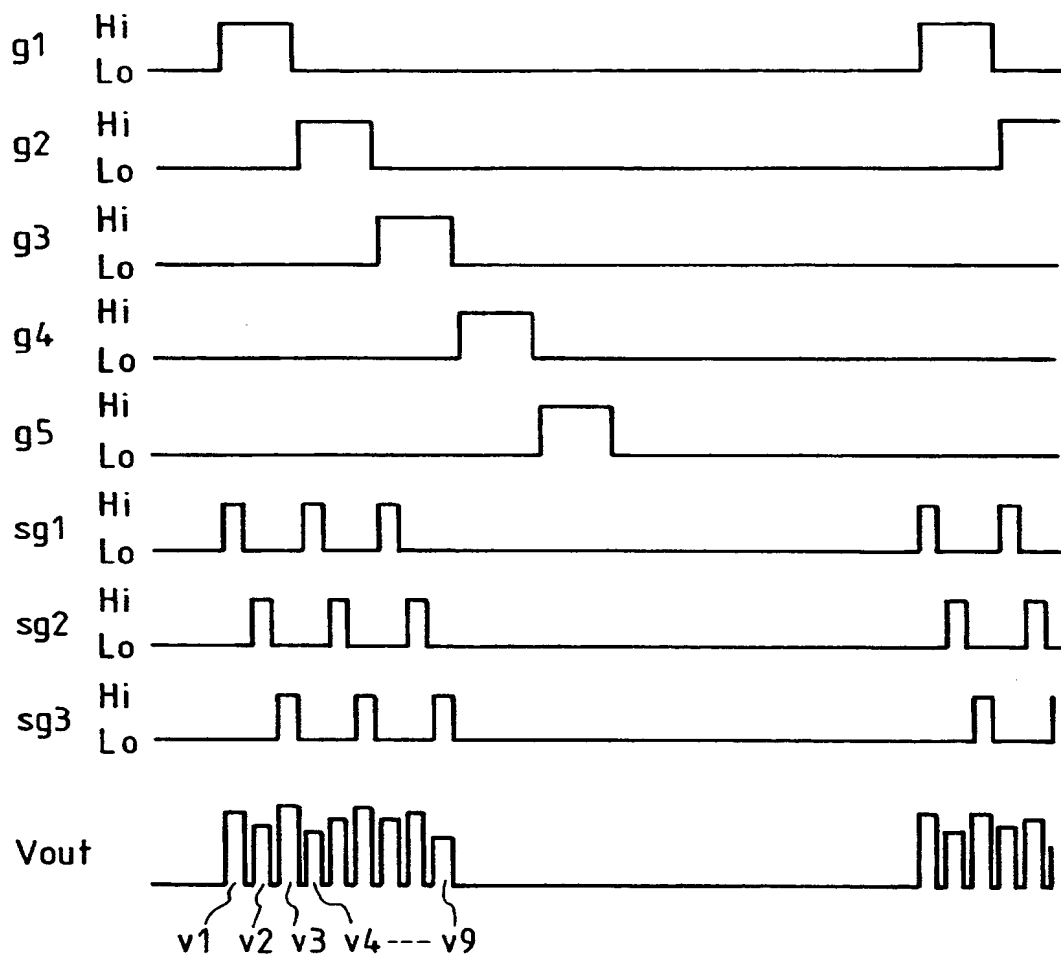 g1 Hi
Lo
g2 Hi
Lo
g3 Hi
Lo
g4 Hi
Lo
g5 Hi
Lo
sg1 Hi
Lo
sg2 Hi
Lo
sg3 Hi
Lo
Vout
v1 v2 v3 v4 --- v9